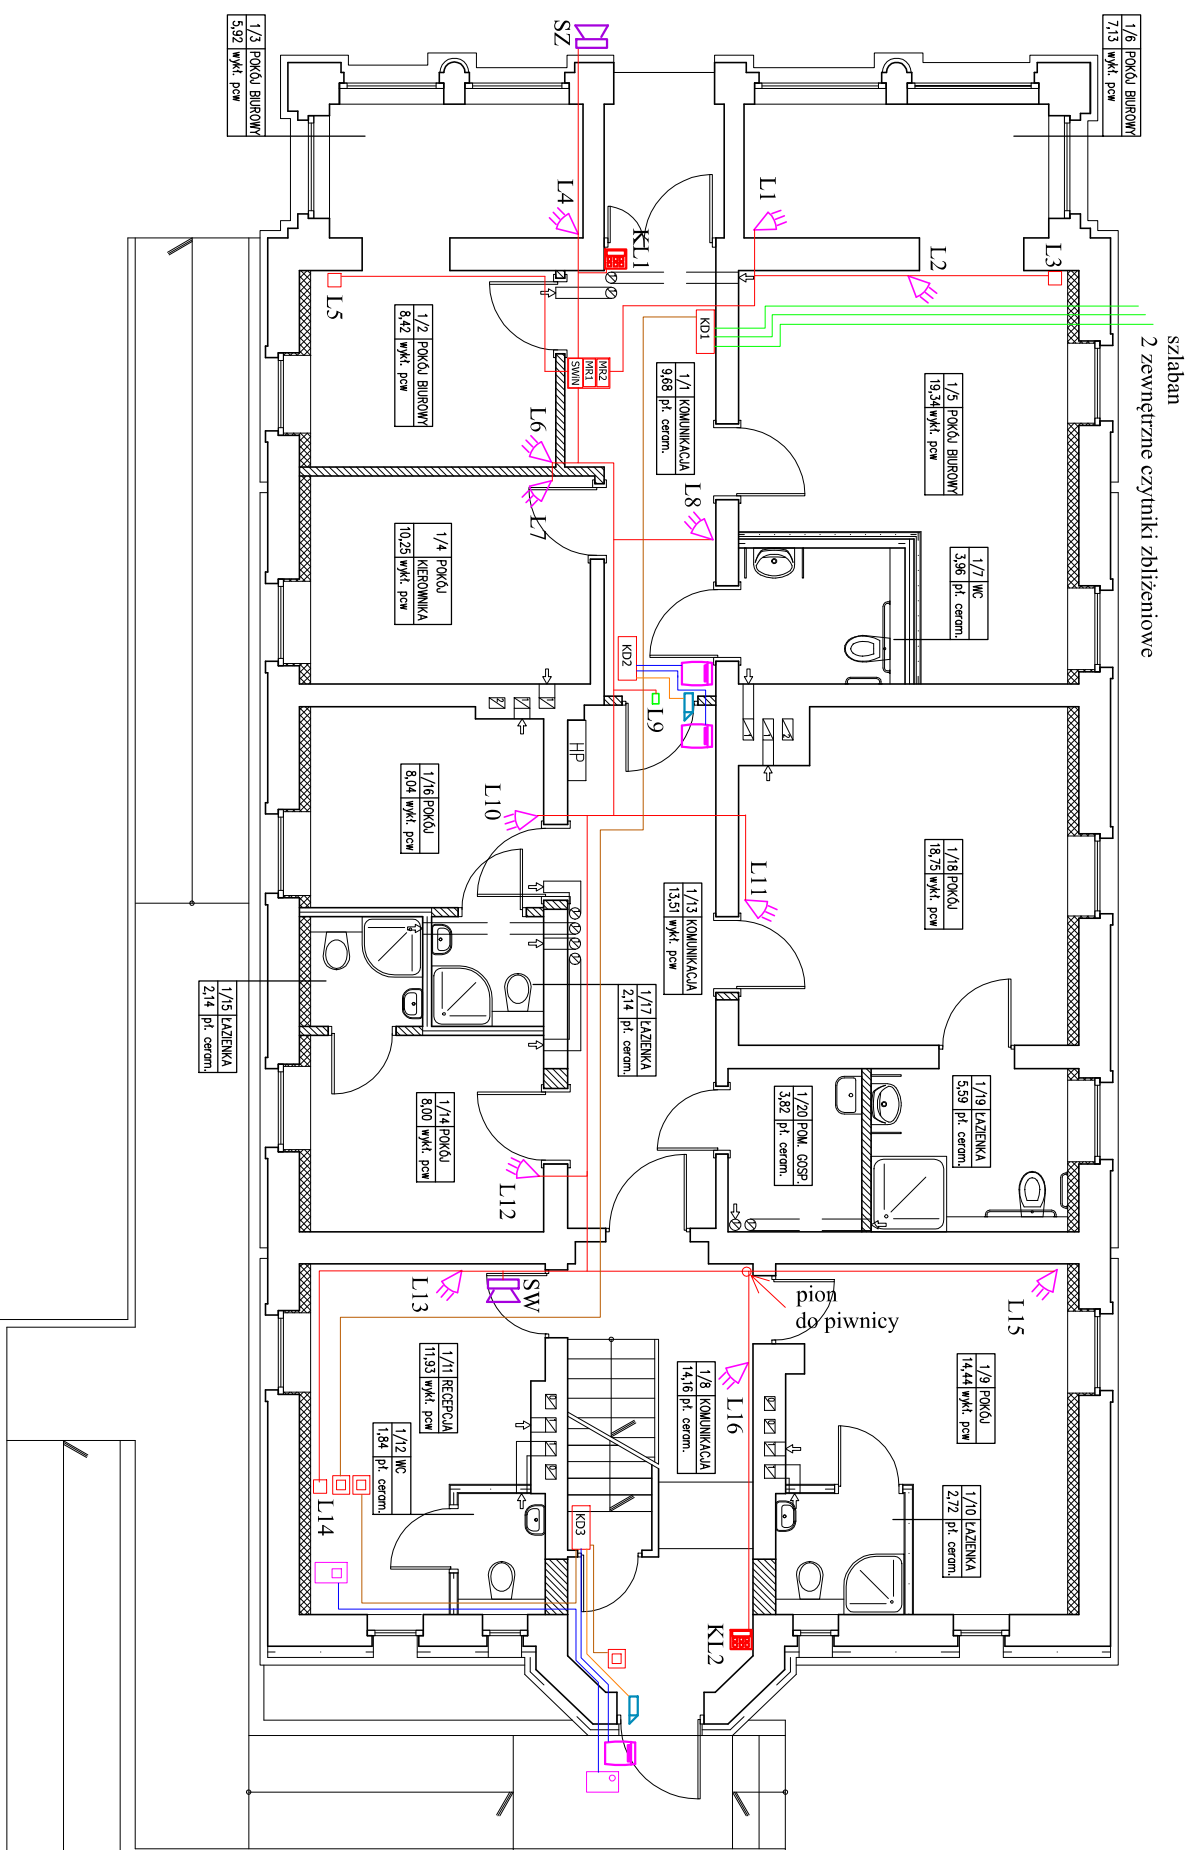 1/3 POKÓJ BIUROWY
5,92 wykł. pcw
SZ
1/6 POKÓJ BIUROWY
7,13 wykł. pcw
L4
L1
KL1
L2
L3
L5
szlaban
2 zewnętrzne czytniki zbliżeniowe
KD1
1/2 POKÓJ BIUROWY
8,42 wykł. pcw
MR2
MR1
SWIN
1/1 KOMUNIKACJA
9,68 pł. ceram.
1/5 POKÓJ BIUROWY
19,34 wykł. pcw
L6
L7
L8
1/4 POKÓJ
KIEROWNIKA
10,25 wykł. pcw
1/7 WC
3,96 pł. ceram.
KD2
L9
HP
L10
1/16 POKÓJ
8,04 wykł. pcw
L11
1/18 POKÓJ
18,75 wykł. pcw
1/13 KOMUNIKACJA
13,51 wykł. pcw
1/15 ŁAZIENKA
2,14 pł. ceram.
1/17 ŁAZIENKA
2,14 pł. ceram.
1/14 POKÓJ
8,00 wykł. pcw
1/20 POM. GOSP.
3,82 pł. ceram.
1/19 ŁAZIENKA
5,59 pł. ceram.
L12
L13
SW
pion
do piwnicy
L15
1/11 RECEPCJA
11,93 wykł. pcw
1/8 KOMUNIKACJA
14,16 pł. ceram.
L16
1/9 POKÓJ
14,44 wykł. pcw
1/12 WC
1,84 pł. ceram.
L14
KD3
1/10 ŁAZIENKA
2,72 pł. ceram.
KL2